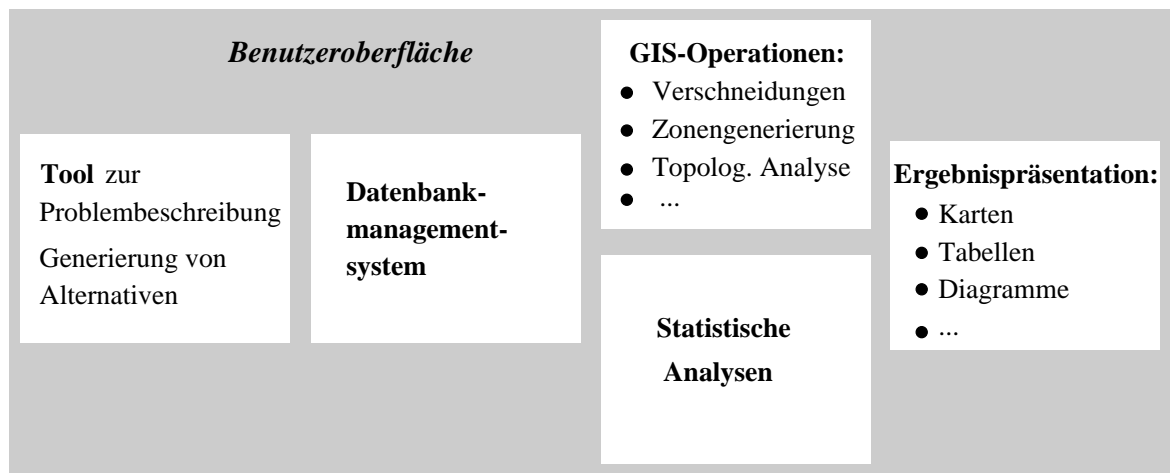 Benutzeroberfläche
Tool zur
Problembeschreibung
Generierung von
Alternativen
Datenbank-
management-
system
GIS-Operationen:
● Verschneidungen
● Zonengenerierung
● Topolog. Analyse
● ...
Statistische
Analysen
Ergebnispräsentation:
● Karten
● Tabellen
● Diagramme
● ...